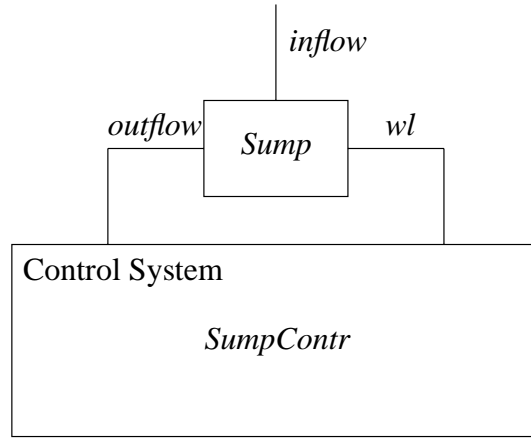 inflow
outflow
Sump
wl
Control System
SumpContr